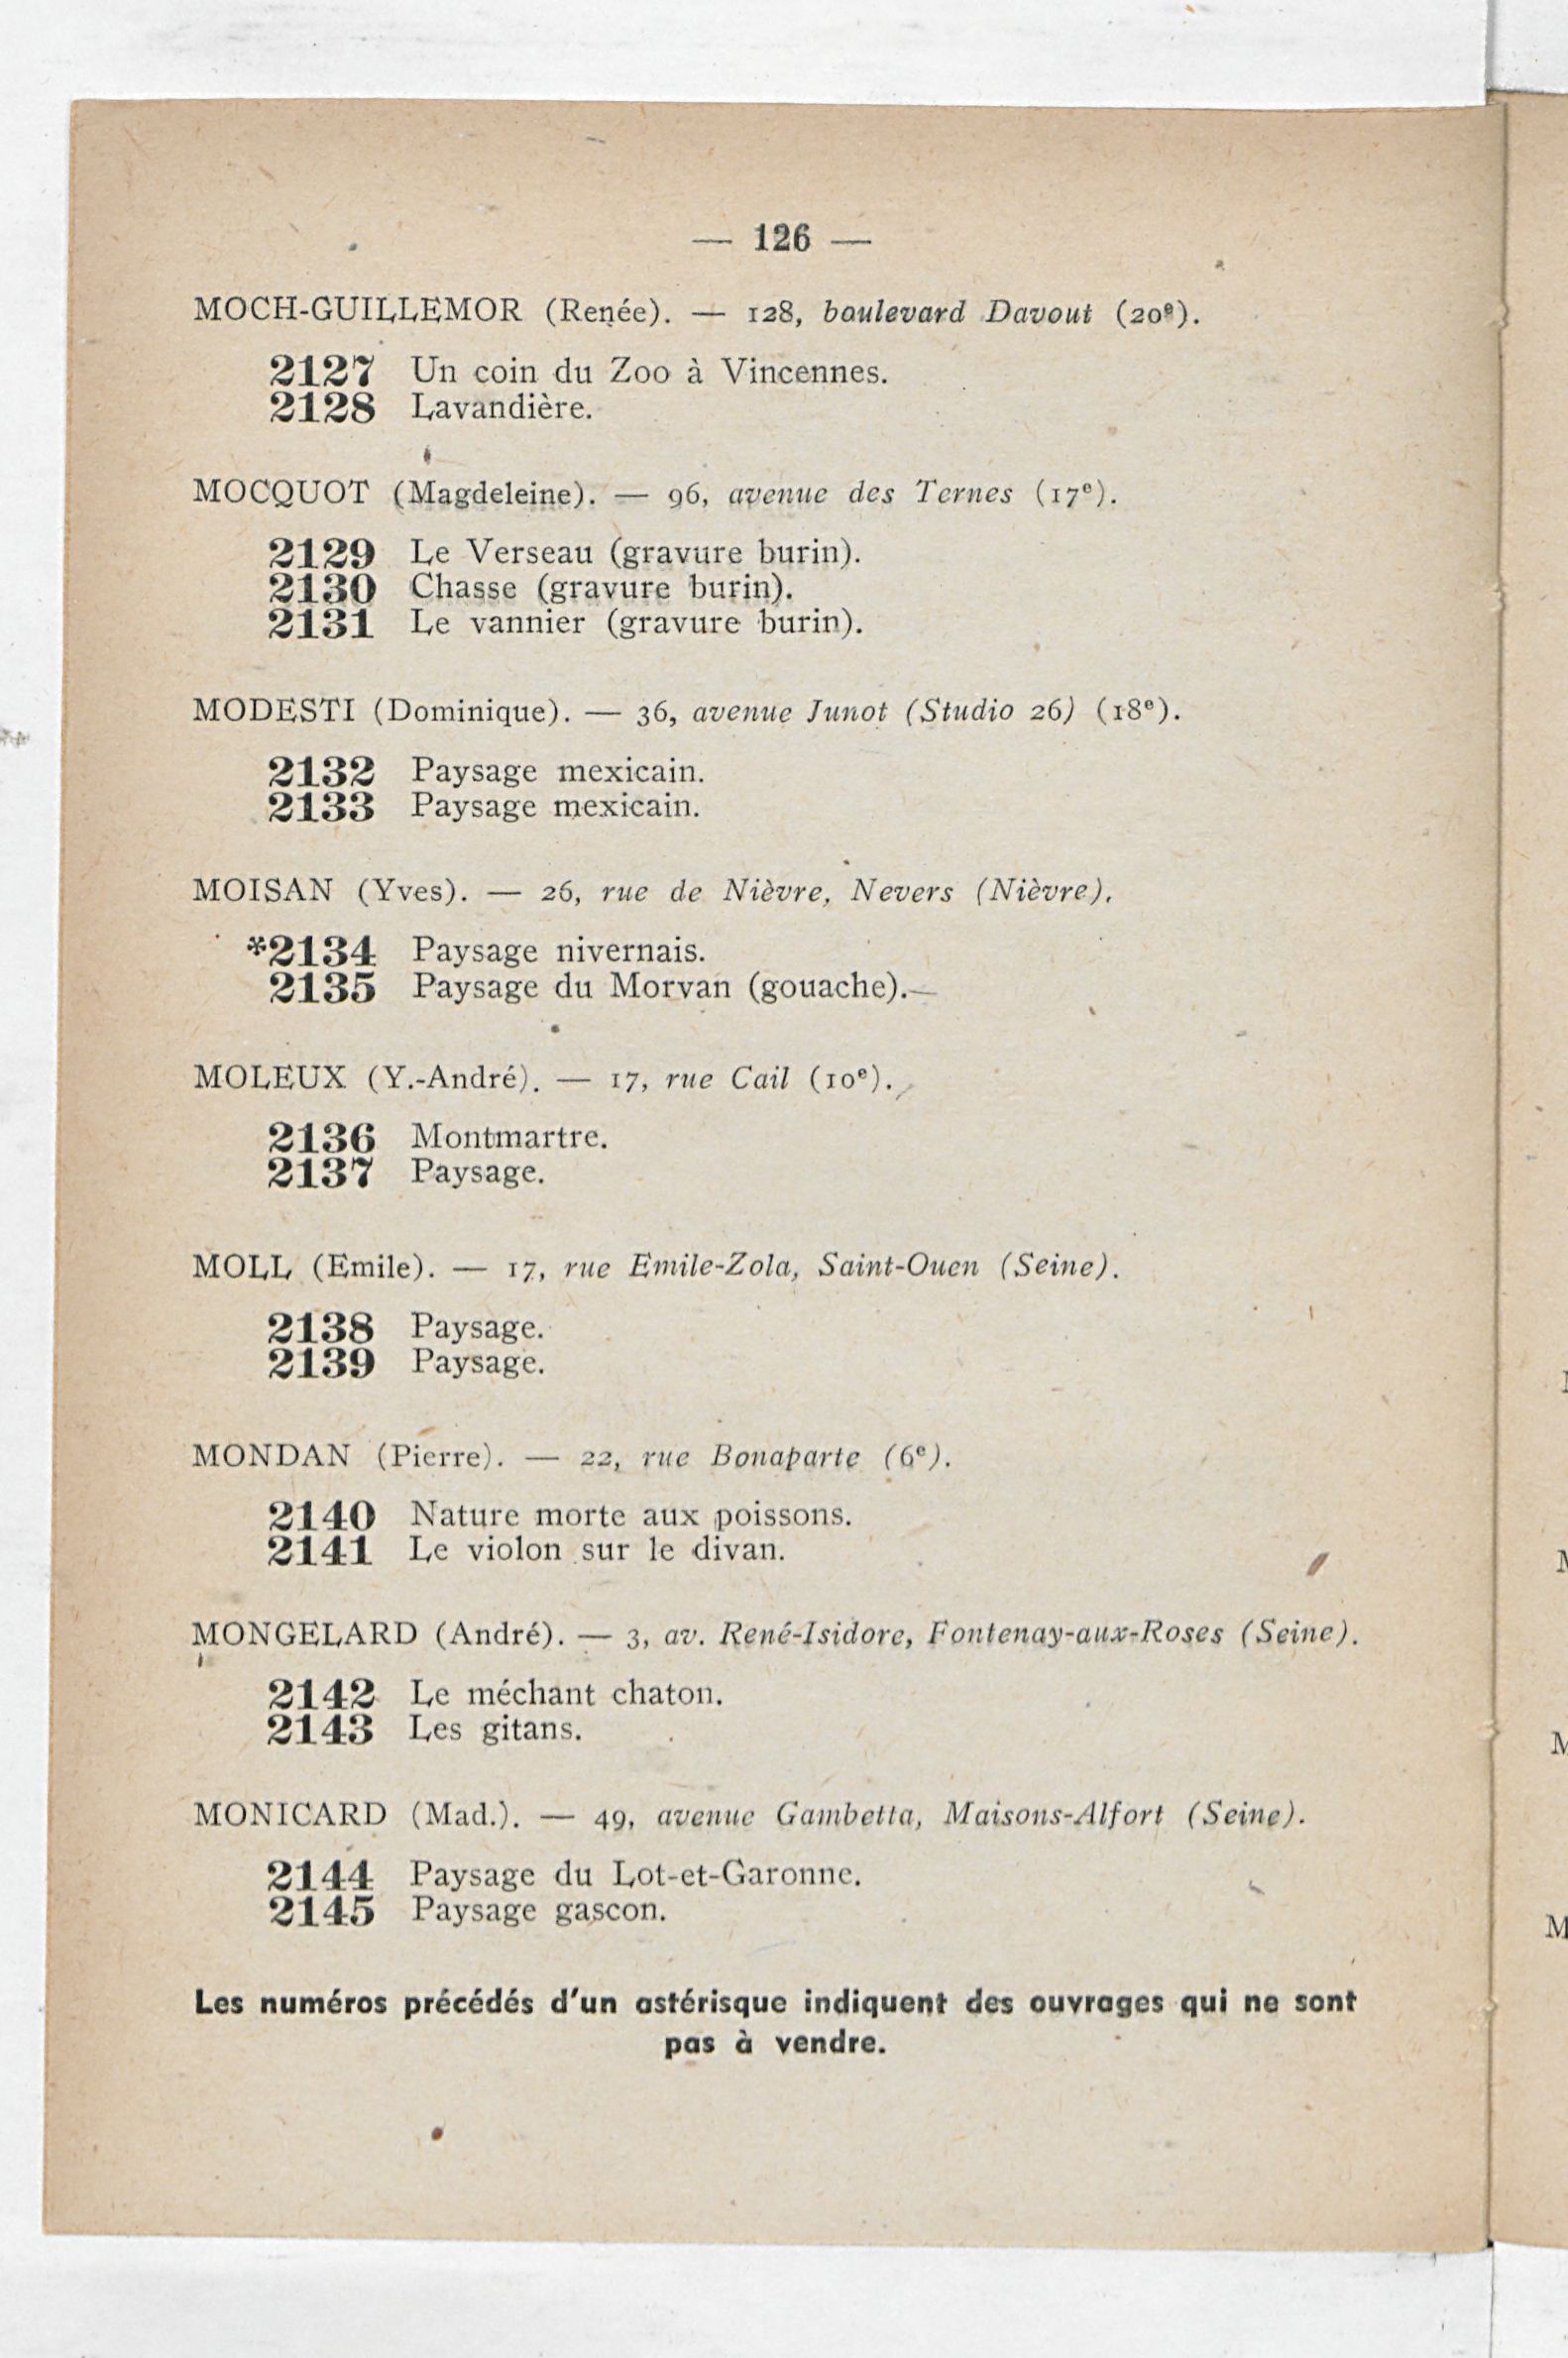 — 126 —
MOCH-GUILLEMOR (Renée). — 128, boulevard Davout (20e).
2127 Un coin du Zoo à Vincennes.
2128 Lavandière.
MOCQUOT (Magdeleine). — 96, avenue des Ternes (17e).
2129 Le Verseau (gravure burin).
2130 Chasse (gravure burin).
2131 Le vannier (gravure burin).
MODESTI (Dominique). — 36, avenue Junot (Studio 26) (18e).
2132 Paysage mexicain.
2133 Paysage mexicain.
MOISAN (Yves). — 26, rue de Nièvre, Nevers (Nièvre).
*2134 Paysage nivernais.
2135 Paysage du Morvan (gouache).
MOLEUX (Y.-André). — 17, rue Cail (10e).
2136 Montmartre.
2137 Paysage.
MOLL (Emile). — 17, rue Emile-Zola, Saint-Ouen (Seine).
2138 Paysage.
2139 Paysage.
MONDAN (Pierre). — 22, rue Bonaparte (6e).
2140 Nature morte aux poissons.
2141 Le violon sur le divan.
MONGELARD (André). — 3, av. René-Isidore, Fontenay-aux-Roses (Seine).
2142 Le méchant chaton.
2143 Les gitans.
MONICARD (Mad.). — 49, avenue Gambetta, Maisons-Alfort (Seine).
2144 Paysage du Lot-et-Garonne.
2145 Paysage gascon.
Les numéros précédés d'un astérisque indiquent des ouvrages qui ne sont
pas à vendre.